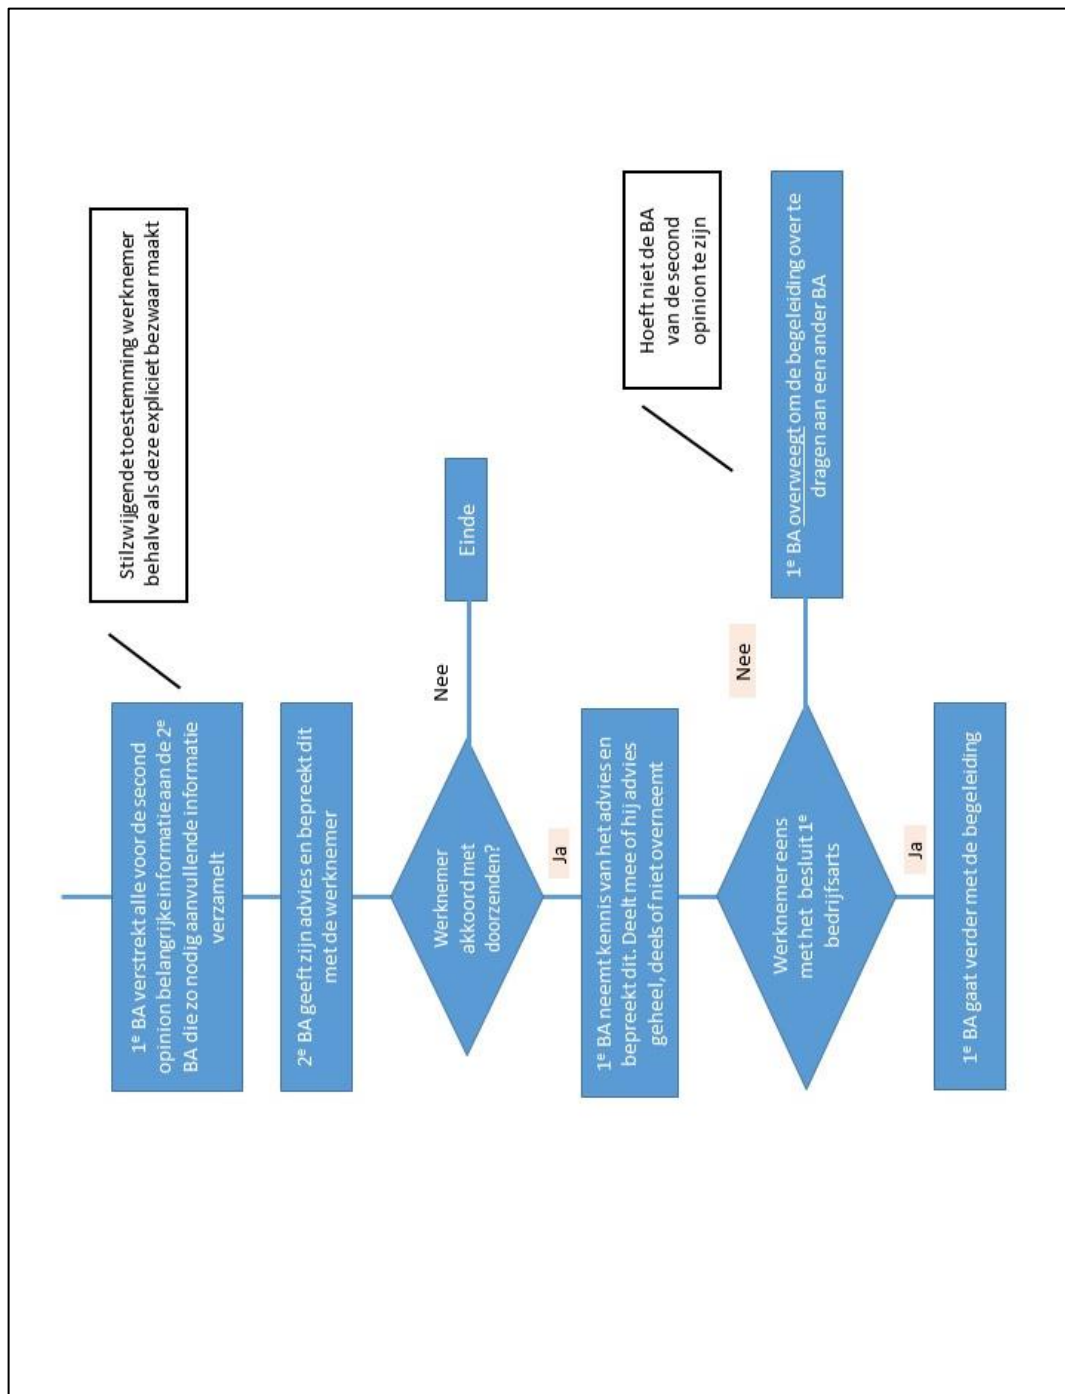 Stilzwijgende toestemming werknemer
behalve als deze expliciet bezwaar maakt
1e BA verstrekt alle voor de second
opinion belangrijke informatie aan de 2e
BA die zo nodig aanvullende informatie
verzamelt
2e BA geeft zijn advies en bepreekt dit
met de werknemer
Werknemer
akkoord met
doorzenden?
Nee
Einde
Ja
1e BA neemt kennis van het advies en
bepreekt dit. Deelt mee of hij advies
geheel, deels of niet overneemt
Hoeft niet de BA
van de second
opinion te zijn
Werknemer eens
met het besluit 1e
bedrijfsarts
Nee
1e BA overweegt om de begeleiding over te
dragen aan een ander BA
Ja
1e BA gaat verder met de begeleiding